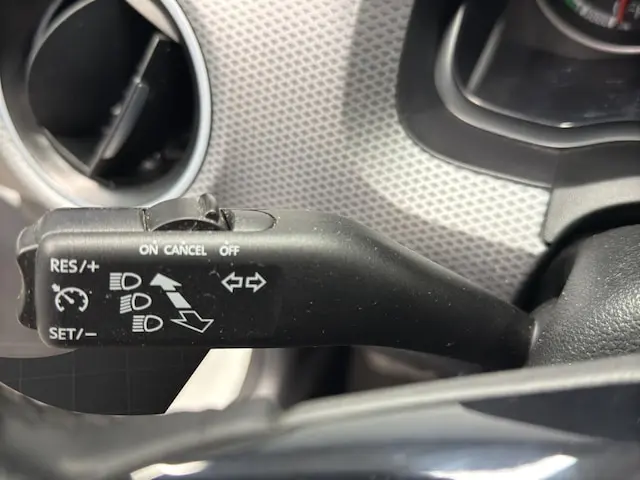 ON CANCEL OFF
RES/+
SET/-